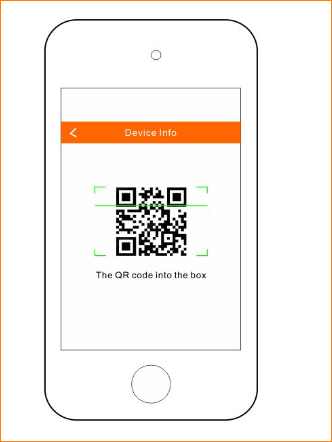 Device Info
The QR code into the box